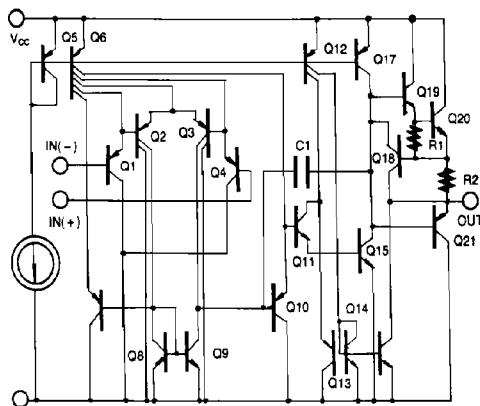 Q5 Q6
Vcc
Q12
Q17
Q19
Q20
IN(−)
Q2
Q3
C1
Q18
R1
Q1
Q4
R2
IN(+)
OUT
Q11
Q15
Q21
Q10
Q14
Q8
Q9
Q13